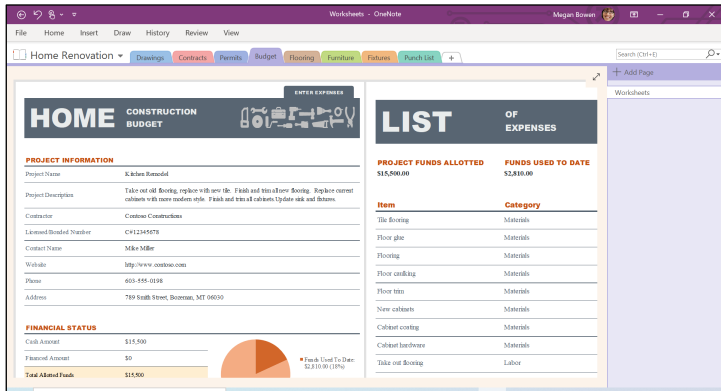 Worksheets - OneNote
Megan Bowen
File Home Insert Draw History Review View
Home Renovation
Drawings Contracts Permits Budget Flooring Furniture Fixtures Punch List +
Search (Ctrl+E)
+ Add Page
Worksheets
ENTER EXPENSES
HOME
CONSTRUCTION
BUDGET
PROJECT INFORMATION
Project Name Kitchen Remodel
Project Description
Take out old flooring, replace with new tile. Finish and trim all new flooring. Replace current
cabinets with more modern style. Finish and trim all cabinets Update sink and fixtures.
Contractor Contoso Constructions
Licensed/Bonded Number C#12345678
Contact Name Mike Miller
Website http://www.contoso.com
Phone 603-555-0198
Address 789 Smith Street, Bozeman, MT 06030
FINANCIAL STATUS
Cash Amount $15,500
Financed Amount $0
Total Allotted Funds $15,500
Funds Used To Date:
$2,810.00 (18%)
LIST
OF
EXPENSES
PROJECT FUNDS ALLOTTED FUNDS USED TO DATE
$15,500.00 $2,810.00
Item Category
Tile flooring Materials
Floor glue Materials
Flooring Materials
Floor caulking Materials
Floor trim Materials
New cabinets Materials
Cabinet coating Materials
Cabinet hardware Materials
Take out flooring Labor